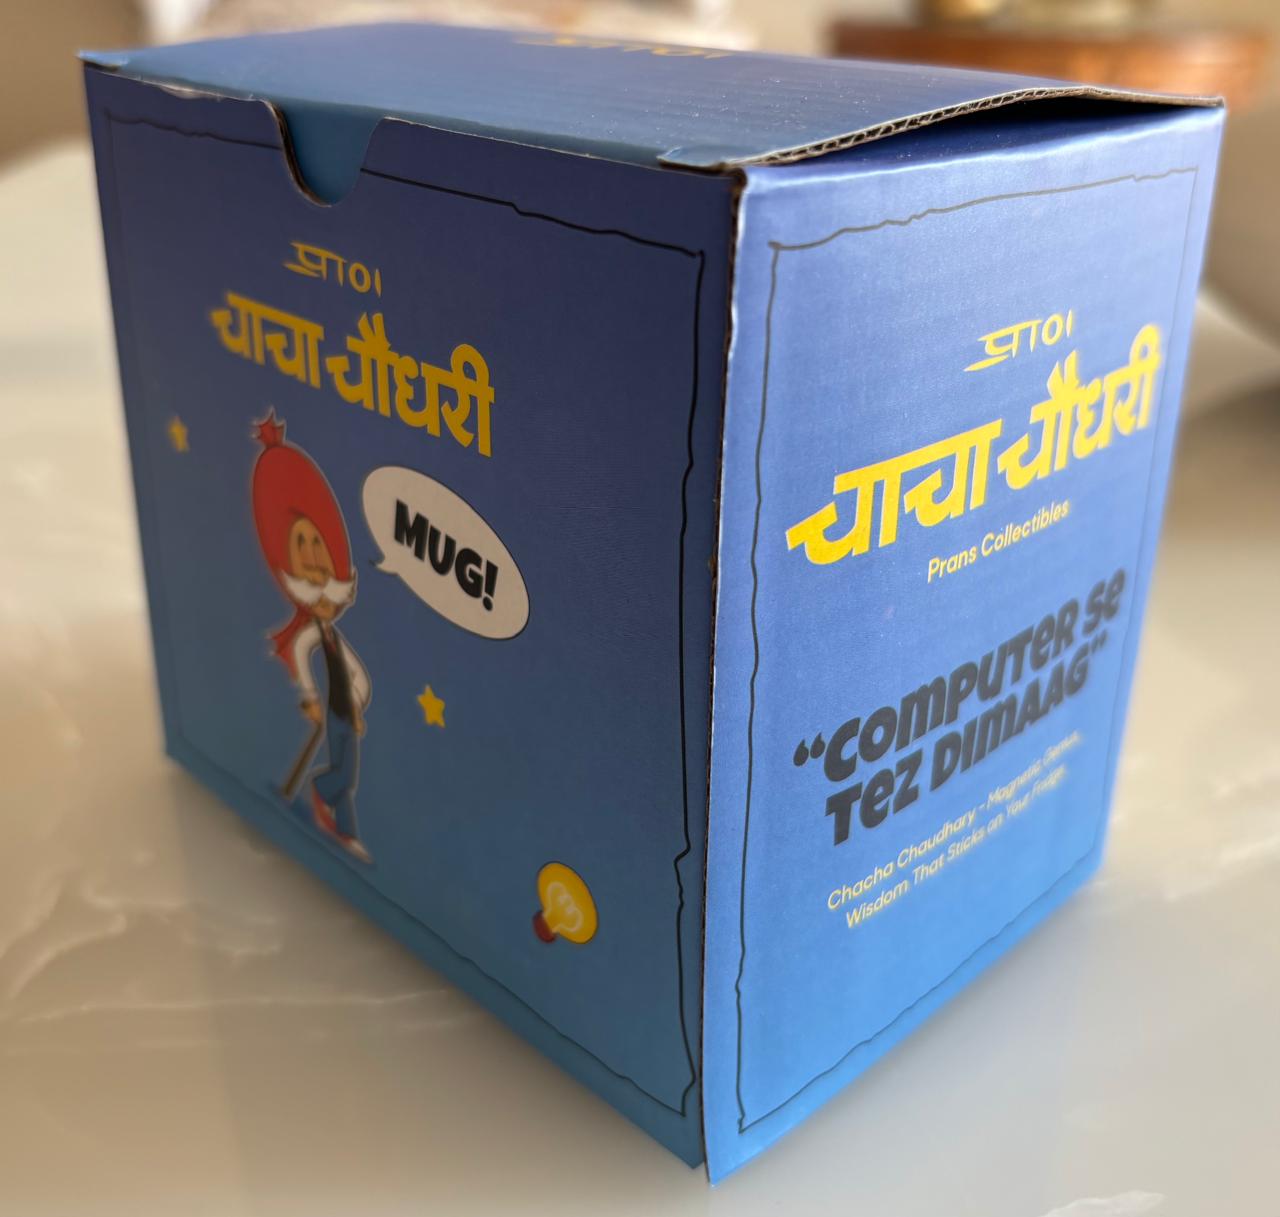 प्राण
चाचा चौधरी
MUG!
प्राण
चाचा चौधरी
Prans Collectibles
“COMPUTER SE
TEZ DIMAAG”
Chacha Chaudhary - Magnetic Genius,
Wisdom That Sticks on Your Fridge.